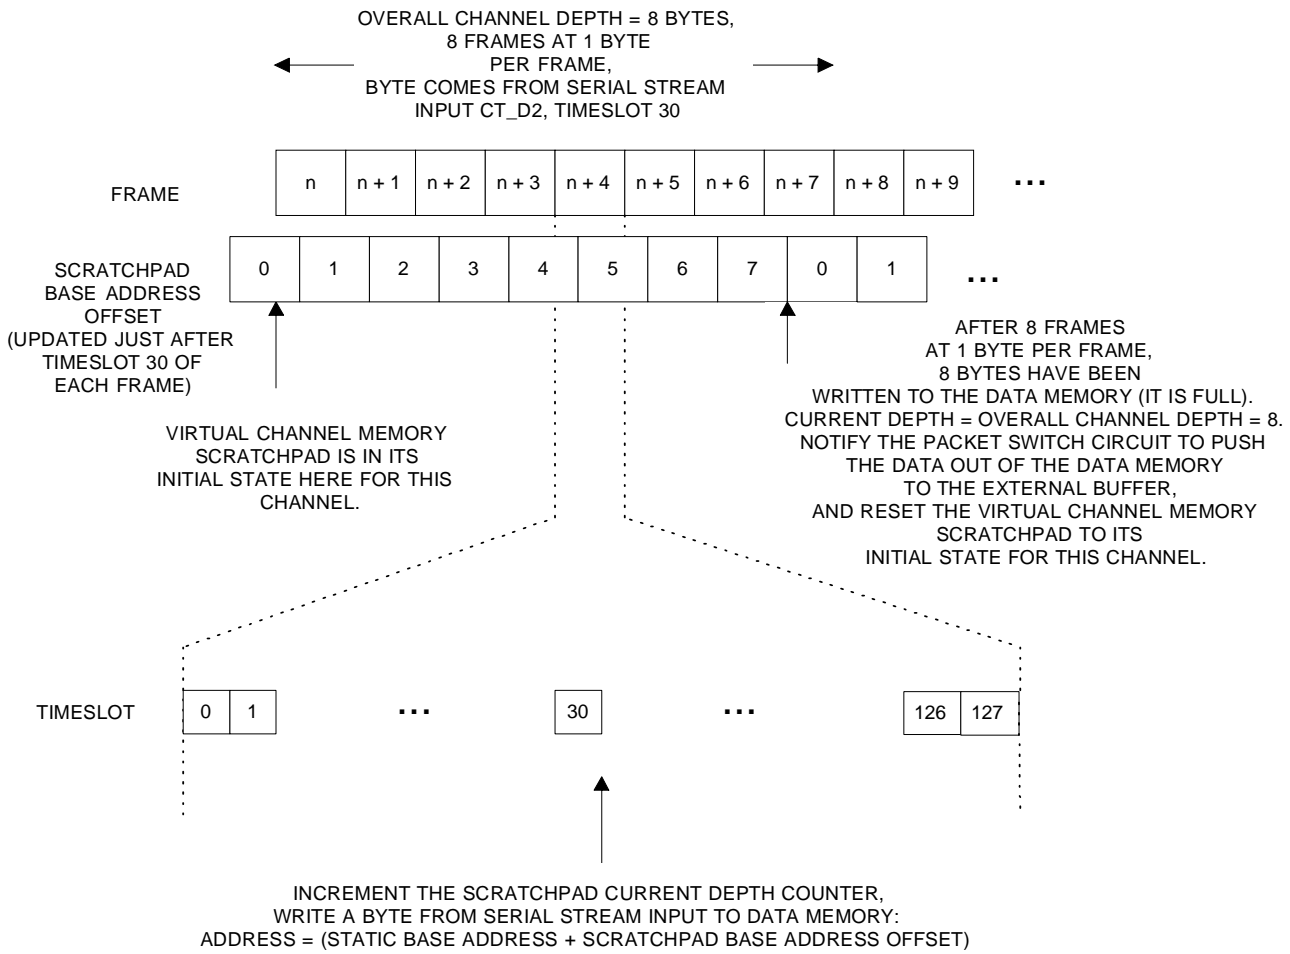 OVERALL CHANNEL DEPTH = 8 BYTES,
8 FRAMES AT 1 BYTE
PER FRAME,
BYTE COMES FROM SERIAL STREAM
INPUT CT_D2, TIMESLOT 30
FRAME
n n + 1 n + 2 n + 3 n + 4 n + 5 n + 6 n + 7 n + 8 n + 9 ...
SCRATCHPAD
BASE ADDRESS
OFFSET
(UPDATED JUST AFTER
TIMESLOT 30 OF
EACH FRAME)
0 1 2 3 4 5 6 7 0 1 ...
VIRTUAL CHANNEL MEMORY
SCRATCHPAD IS IN ITS
INITIAL STATE HERE FOR THIS
CHANNEL.
AFTER 8 FRAMES
AT 1 BYTE PER FRAME,
8 BYTES HAVE BEEN
WRITTEN TO THE DATA MEMORY (IT IS FULL).
CURRENT DEPTH = OVERALL CHANNEL DEPTH = 8.
NOTIFY THE PACKET SWITCH CIRCUIT TO PUSH
THE DATA OUT OF THE DATA MEMORY
TO THE EXTERNAL BUFFER,
AND RESET THE VIRTUAL CHANNEL MEMORY
SCRATCHPAD TO ITS
INITIAL STATE FOR THIS CHANNEL.
TIMESLOT 0 1 ... 30 ... 126 127
INCREMENT THE SCRATCHPAD CURRENT DEPTH COUNTER,
WRITE A BYTE FROM SERIAL STREAM INPUT TO DATA MEMORY:
ADDRESS = (STATIC BASE ADDRESS + SCRATCHPAD BASE ADDRESS OFFSET)